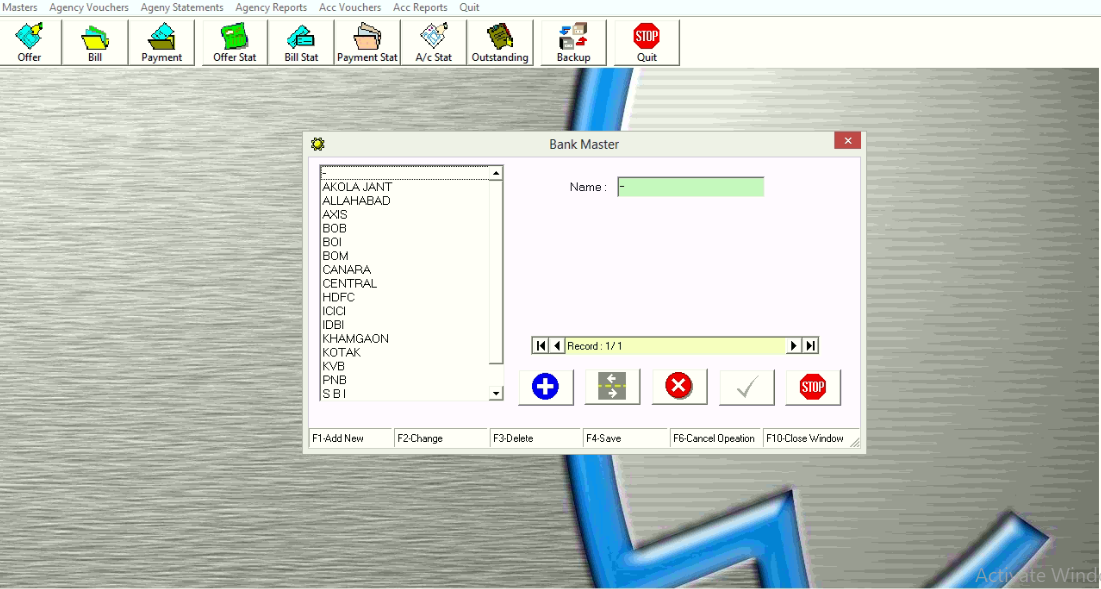 Masters Agency Vouchers Ageny Statements Agency Reports Acc Vouchers Acc Reports Quit
STOP
Offer Bill Payment Offer Stat Bill Stat Payment Stat A/c Stat Outstanding Backup Quit
Bank Master
-
AKOLA JANT
ALLAHABAD
AXIS
BOB
BOI
BOM
CANARA
CENTRAL
HDFC
ICICI
IDBI
KHAMGAON
KOTAK
KVB
PNB
S B I
Name : -
Record : 1/ 1
STOP
F1-Add New F2-Change F3-Delete F4-Save F6-Cancel Opeation F10-Close Window
Activate Wind